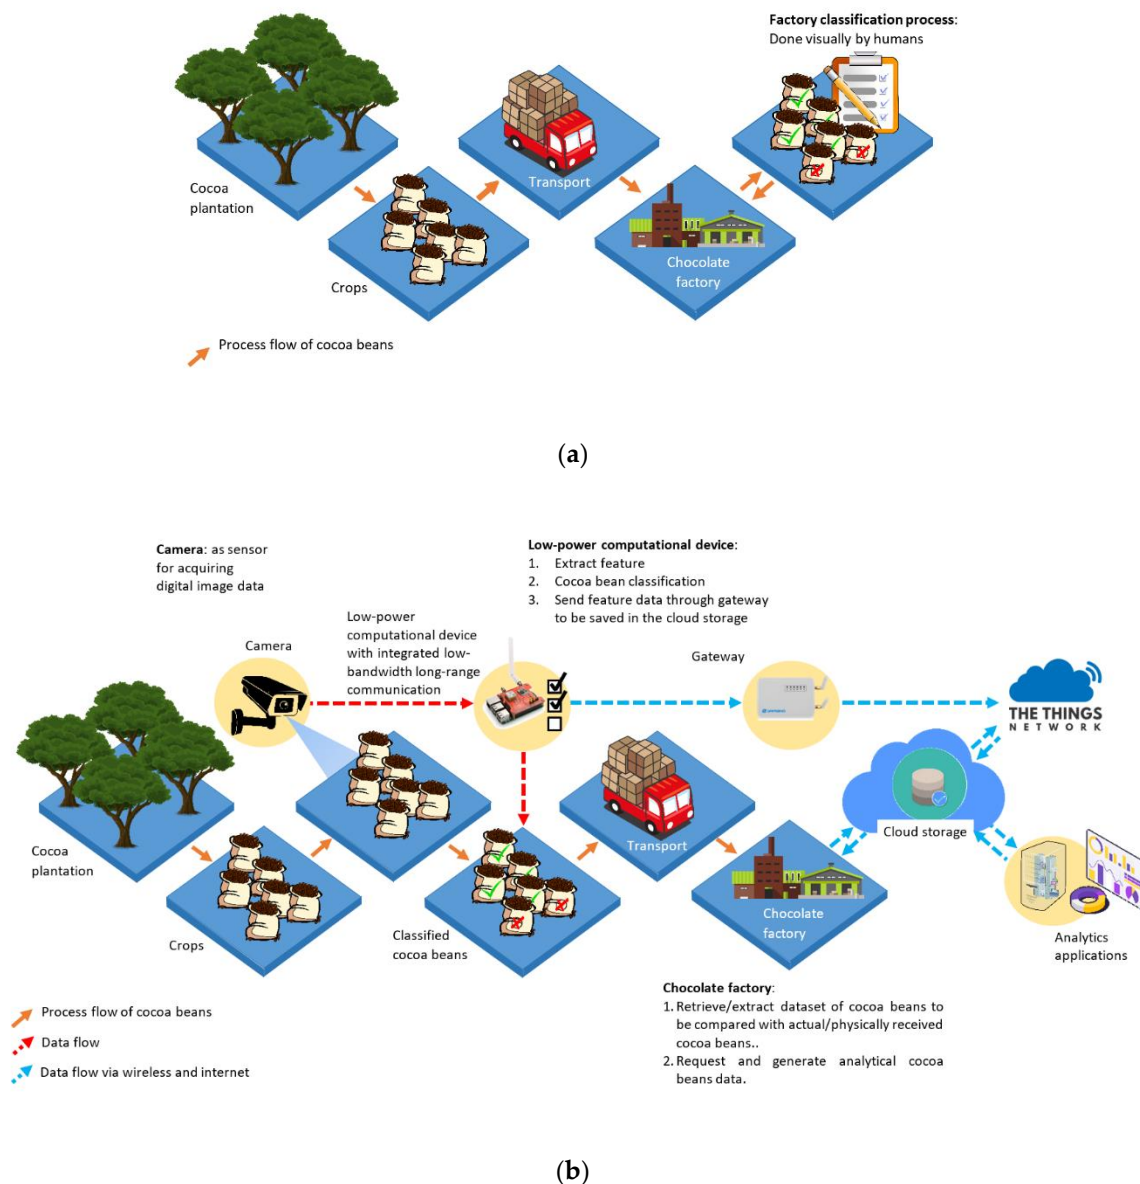 Factory classification process:
Done visually by humans
Transport
Cocoa
plantation
Chocolate
factory
Crops
Process flow of cocoa beans
(a)
Camera: as sensor
for acquiring
digital image data
Low-power computational device:
1. Extract feature
2. Cocoa bean classification
3. Send feature data through gateway
to be saved in the cloud storage
Low-power
computational device
with integrated low-
bandwidth long-range
communication
Camera
Gateway
THE THINGS
NETWORK
Cloud storage
Transport
Cocoa
plantation
Chocolate
factory
Crops
Classified
cocoa beans
Analytics
applications
Chocolate factory:
1. Retrieve/extract dataset of cocoa beans to
be compared with actual/physically received
cocoa beans..
2. Request and generate analytical cocoa
beans data.
Process flow of cocoa beans
Data flow
Data flow via wireless and internet
(b)